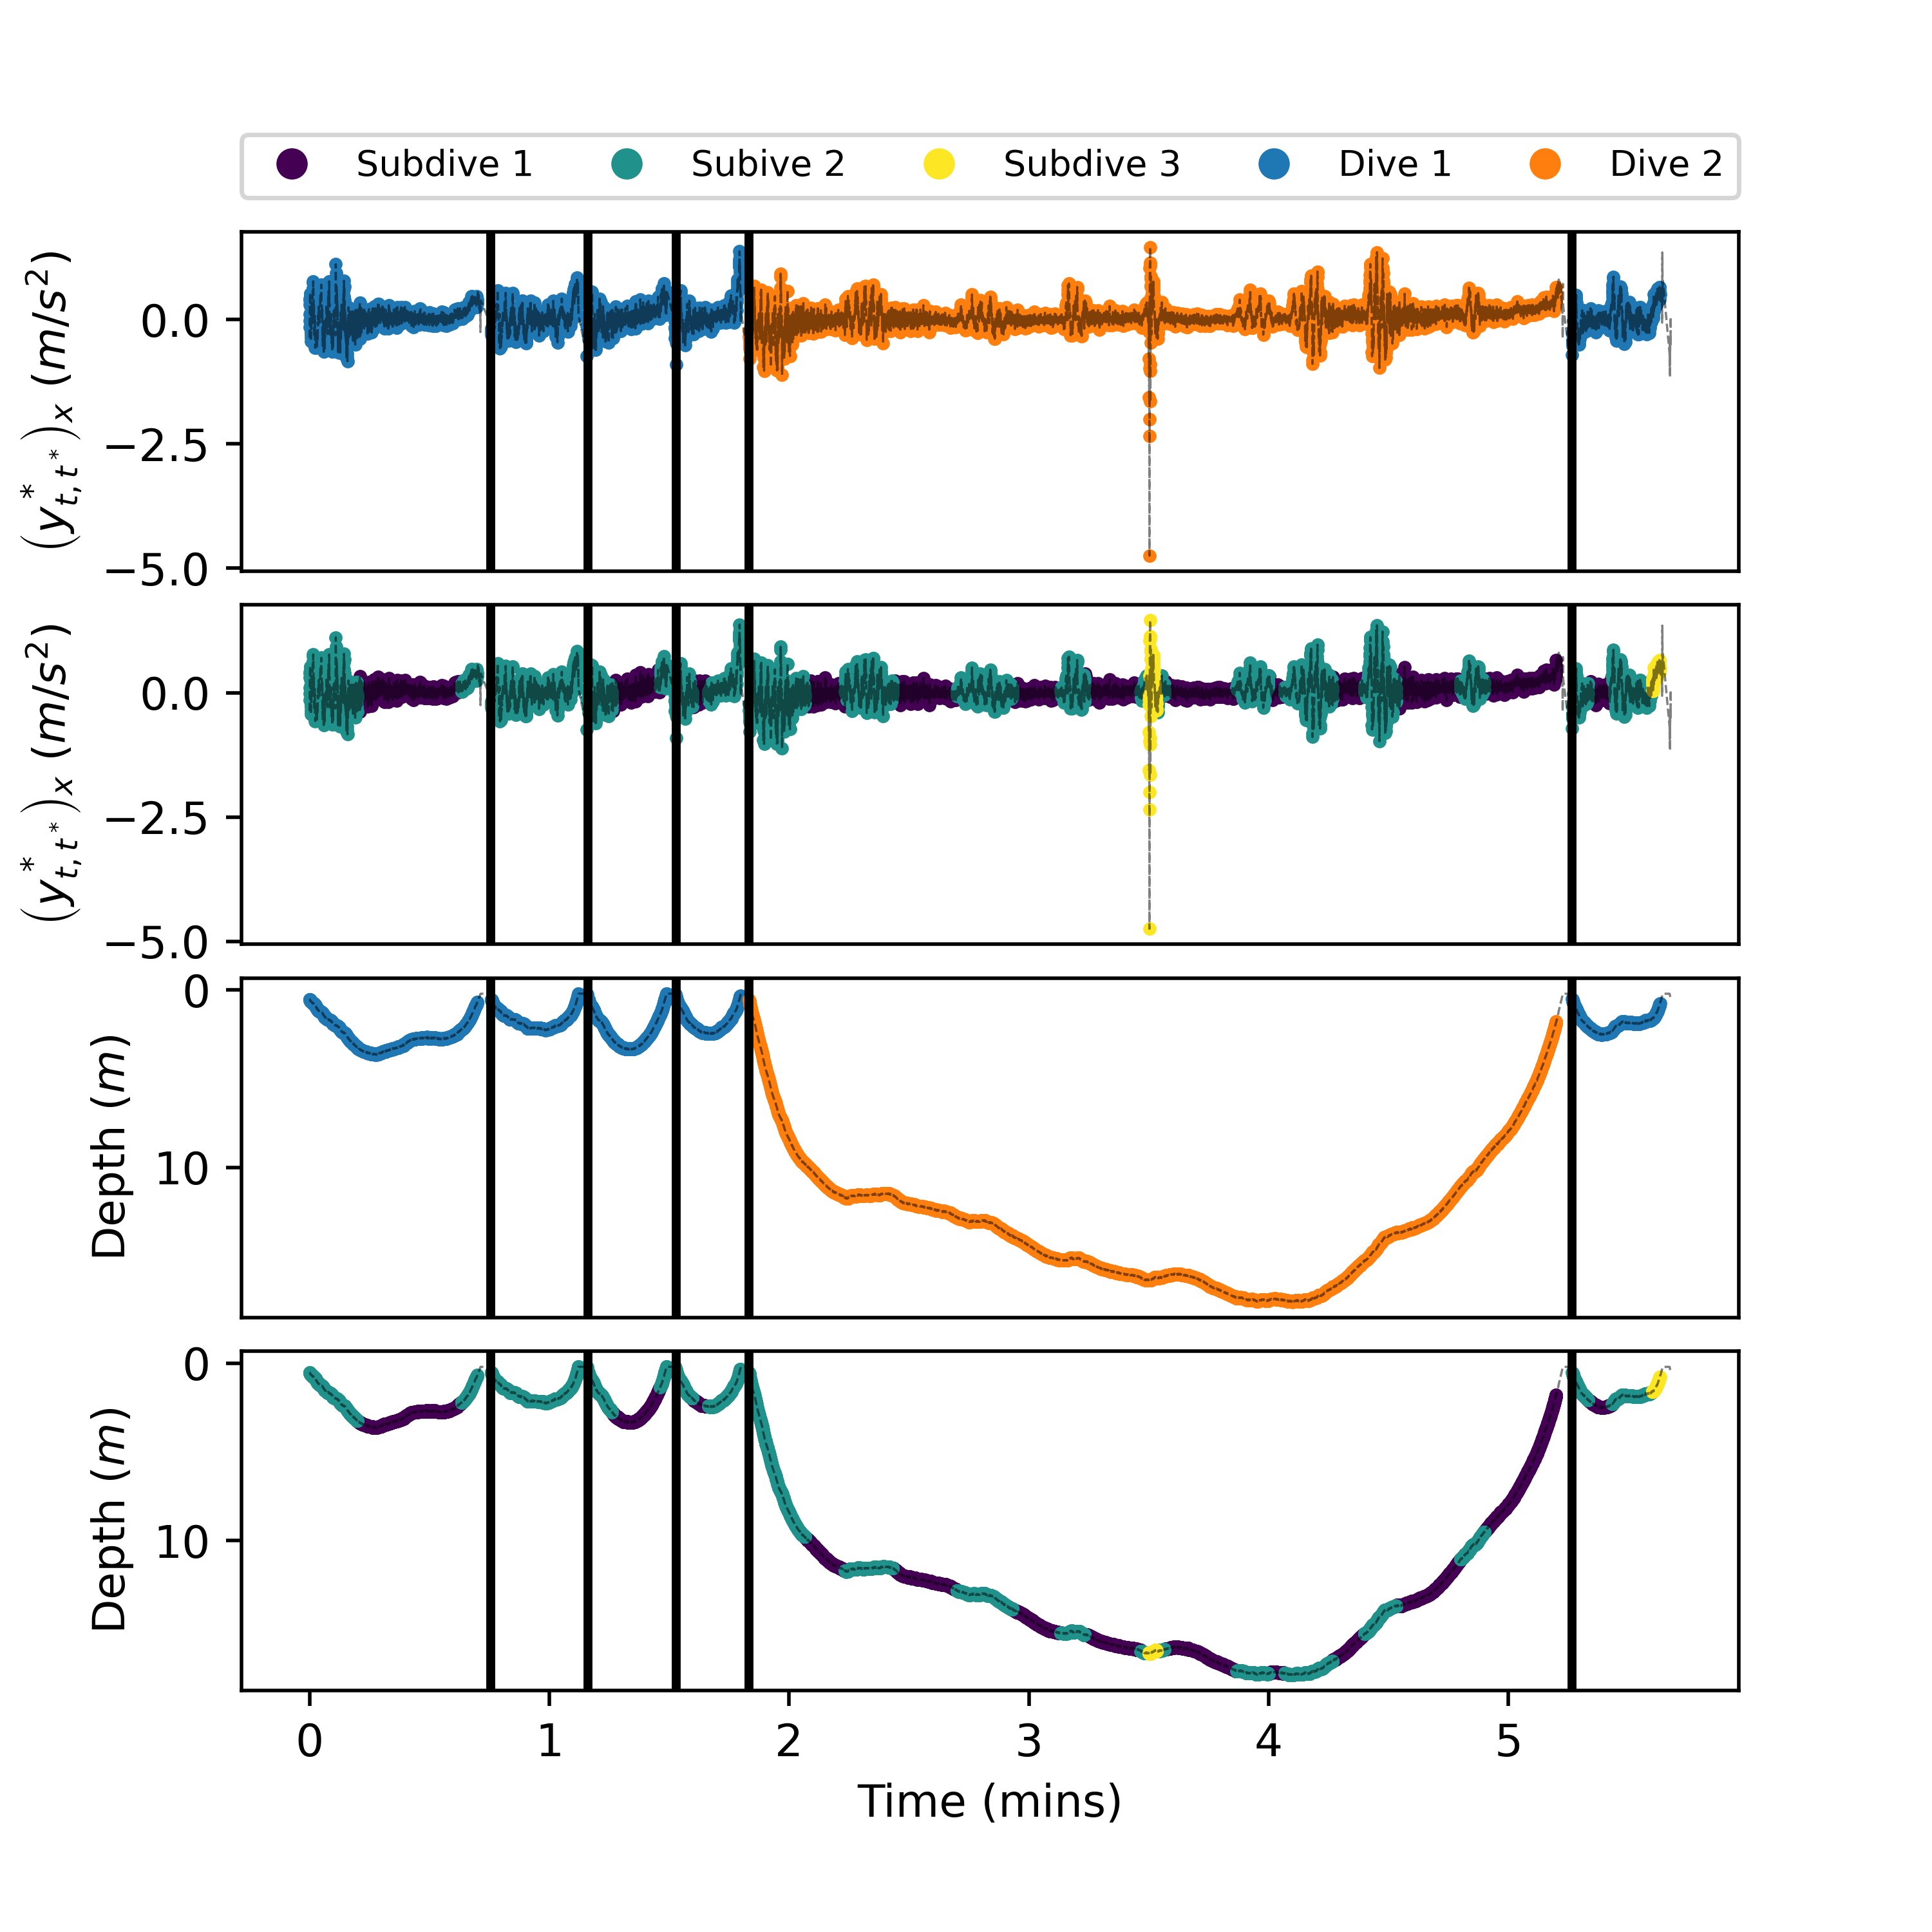 Subdive 1 Subive 2 Subdive 3 Dive 1 Dive 2
(y*t,t*)x (m/s2)
0.0
−2.5
−5.0
(y*t,t*)x (m/s2)
0.0
−2.5
−5.0
Depth (m)
0
10
Depth (m)
0
10
0 1 2 3 4 5
Time (mins)